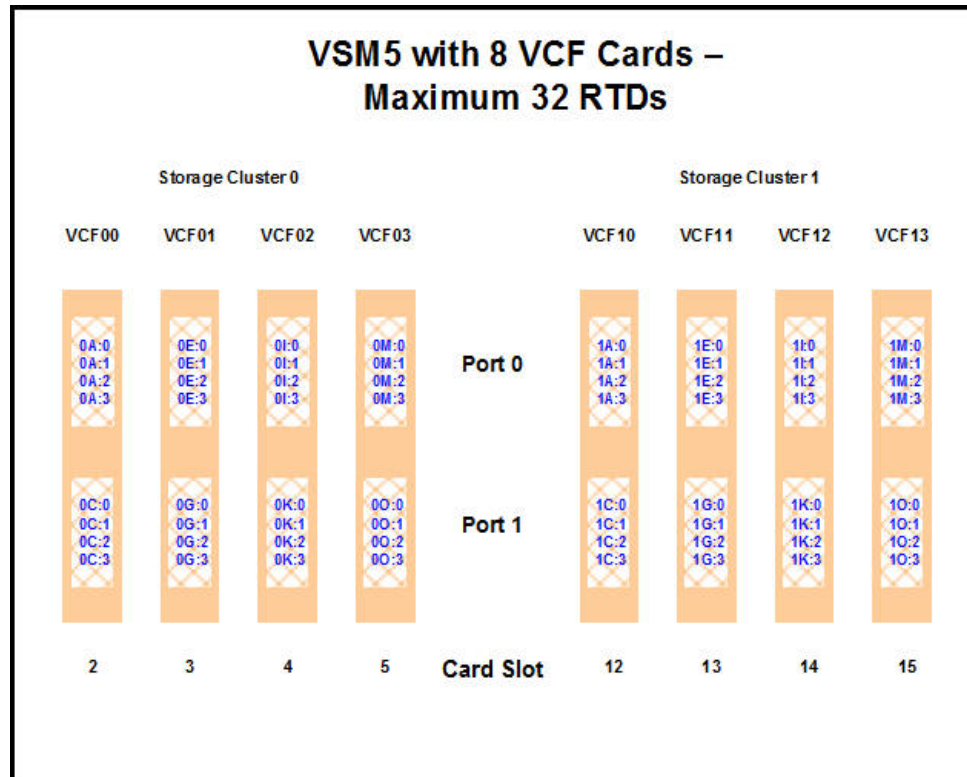 VSM5 with 8 VCF Cards –
Maximum 32 RTDs
Storage Cluster 0 Storage Cluster 1
VCF00 VCF01 VCF02 VCF03 VCF10 VCF11 VCF12 VCF13
0A:0 0E:0 0I:0 0M:0 1A:0 1E:0 1I:0 1M:0
0A:1 0E:1 0I:1 0M:1 1A:1 1E:1 1I:1 1M:1
Port 0
0A:2 0E:2 0I:2 0M:2 1A:2 1E:2 1I:2 1M:2
0A:3 0E:3 0I:3 0M:3 1A:3 1E:3 1I:3 1M:3
0C:0 0G:0 0K:0 0O:0 1C:0 1G:0 1K:0 1O:0
0C:1 0G:1 0K:1 0O:1 1C:1 1G:1 1K:1 1O:1
Port 1
0C:2 0G:2 0K:2 0O:2 1C:2 1G:2 1K:2 1O:2
0C:3 0G:3 0K:3 0O:3 1C:3 1G:3 1K:3 1O:3
2 3 4 5 Card Slot 12 13 14 15